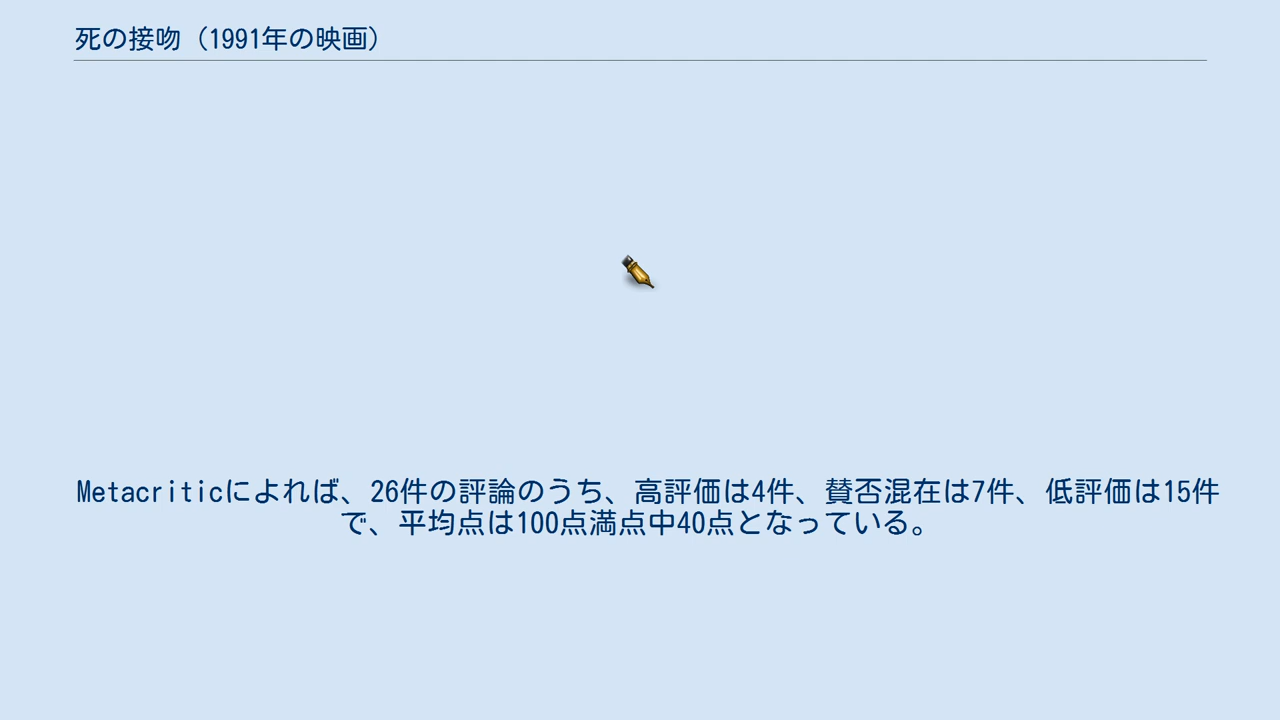 死の接吻（1991年の映画）
Metacriticによれば、26件の評論のうち、高評価は4件、賛否混在は7件、低評価は15件
で、平均点は100点満点中40点となっている。